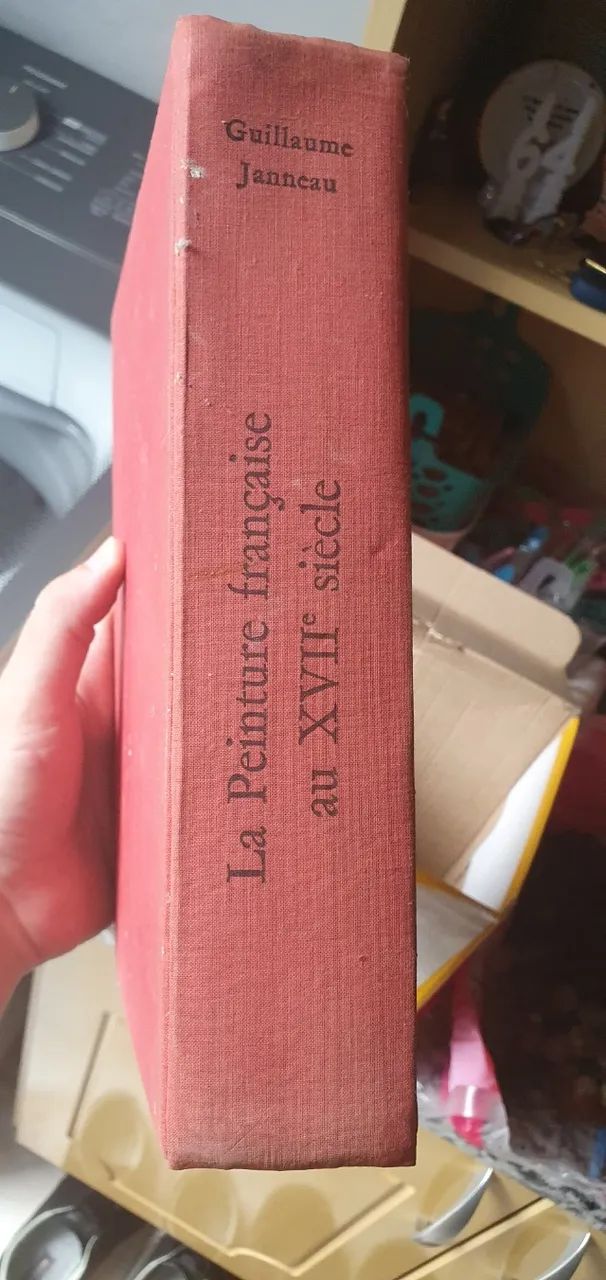 Guillaume
Janneau
La Peinture française
au XVIIe siècle